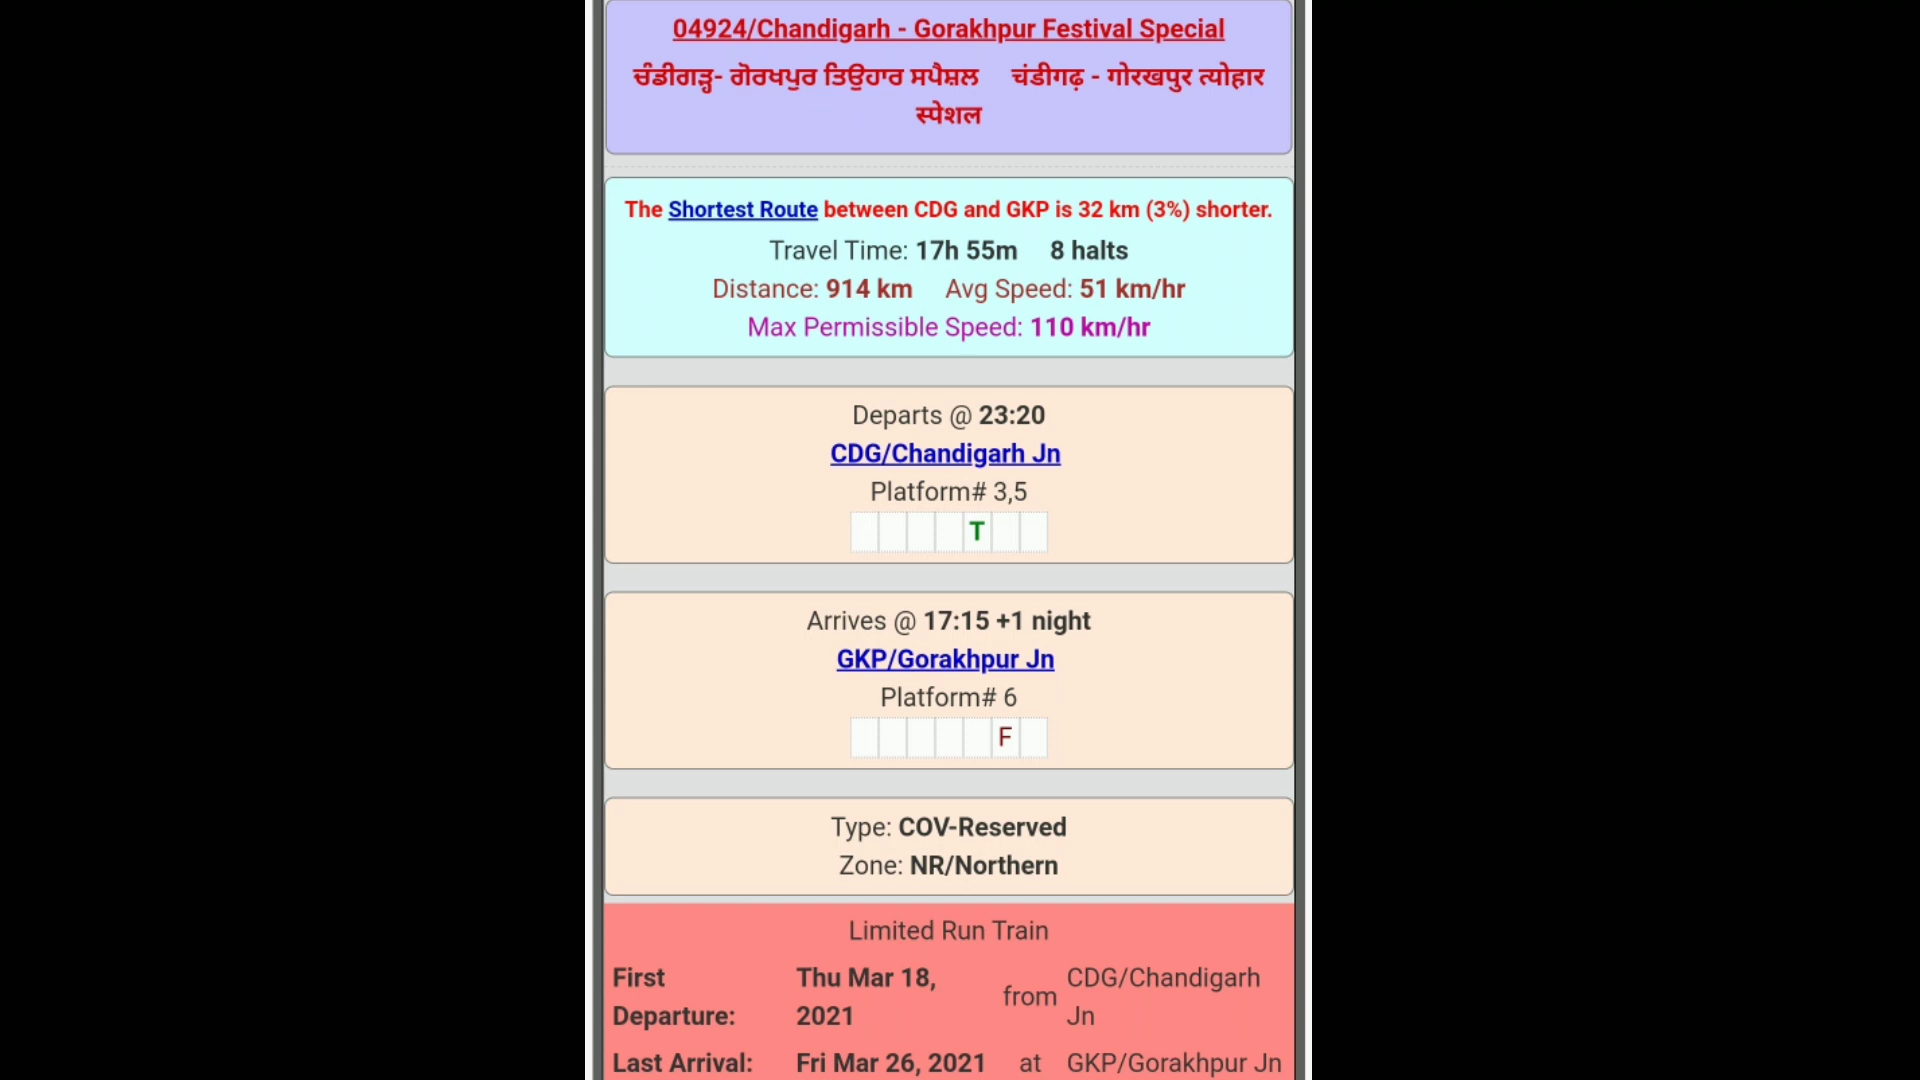 04924/Chandigarh - Gorakhpur Festival Special
ਚੰਡੀਗੜ੍ਹ- ਗੋਰਖਪੁਰ ਤਿਉਹਾਰ ਸਪੈਸ਼ਲ चंडीगढ़ - गोरखपुर त्योहार
स्पेशल
The Shortest Route between CDG and GKP is 32 km (3%) shorter.
Travel Time: 17h 55m 8 halts
Distance: 914 km Avg Speed: 51 km/hr
Max Permissible Speed: 110 km/hr
Departs @ 23:20
CDG/Chandigarh Jn
Platform# 3,5
T
Arrives @ 17:15 +1 night
GKP/Gorakhpur Jn
Platform# 6
F
Type: COV-Reserved
Zone: NR/Northern
Limited Run Train
First Departure: Thu Mar 18, 2021 from CDG/Chandigarh Jn
Last Arrival: Fri Mar 26, 2021 at GKP/Gorakhpur Jn